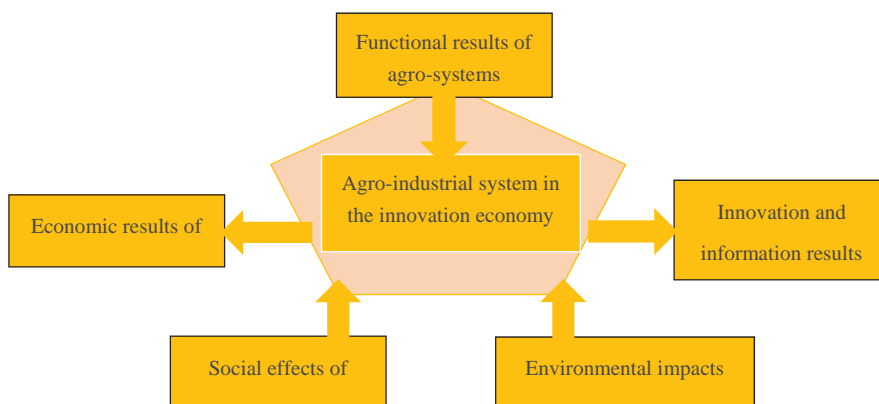 Functional results of
agro-systems
Agro-industrial system in
the innovation economy
Economic results of
Innovation and
information results
Social effects of
Environmental impacts